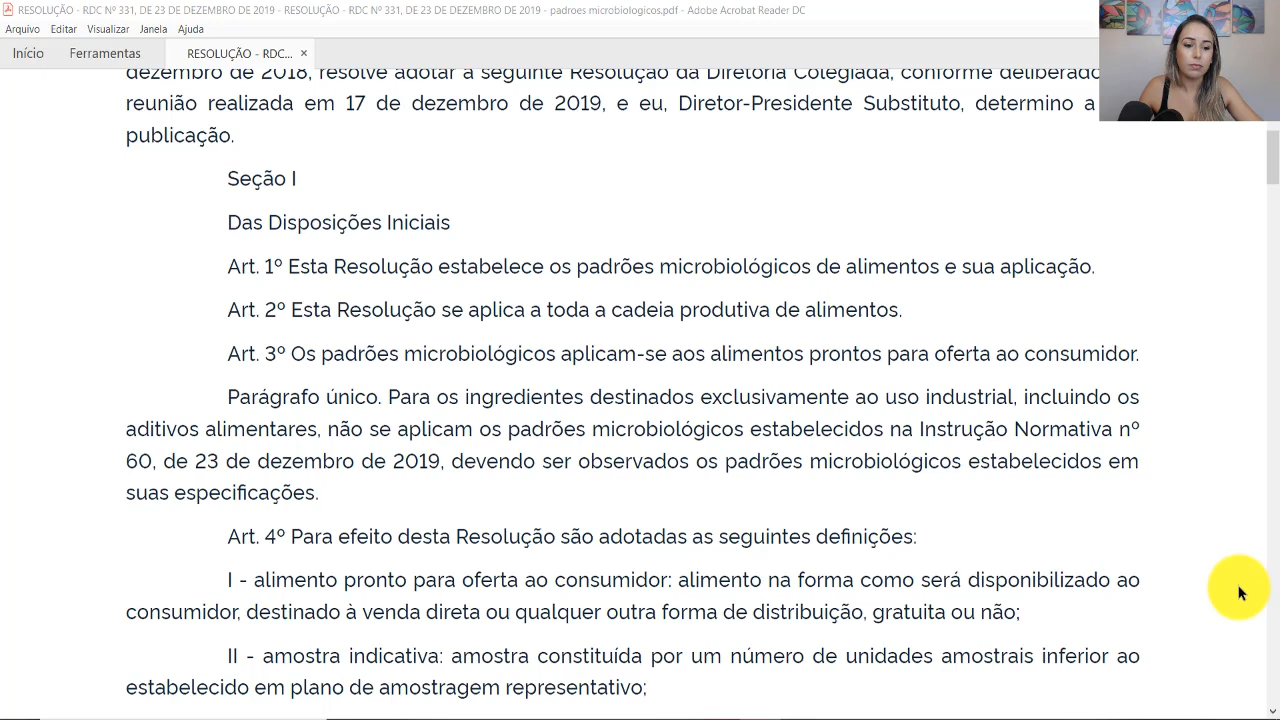 RESOLUÇÃO - RDC Nº 331, DE 23 DE DEZEMBRO DE 2019 - RESOLUÇÃO - RDC Nº 331, DE 23 DE DEZEMBRO DE 2019 - padroes microbiologicos.pdf - Adobe Acrobat Reader DC
Arquivo Editar Visualizar Janela Ajuda
Início Ferramentas RESOLUÇÃO - RDC... ×
dezembro de 2018, resolve adotar a seguinte Resolução da Diretoria Colegiada, conforme deliberado
reunião realizada em 17 de dezembro de 2019, e eu, Diretor-Presidente Substituto, determino a
publicação.
Seção I
Das Disposições Iniciais
Art. 1º Esta Resolução estabelece os padrões microbiológicos de alimentos e sua aplicação.
Art. 2º Esta Resolução se aplica a toda a cadeia produtiva de alimentos.
Art. 3º Os padrões microbiológicos aplicam-se aos alimentos prontos para oferta ao consumidor.
Parágrafo único. Para os ingredientes destinados exclusivamente ao uso industrial, incluindo os
aditivos alimentares, não se aplicam os padrões microbiológicos estabelecidos na Instrução Normativa nº
60, de 23 de dezembro de 2019, devendo ser observados os padrões microbiológicos estabelecidos em
suas especificações.
Art. 4º Para efeito desta Resolução são adotadas as seguintes definições:
I - alimento pronto para oferta ao consumidor: alimento na forma como será disponibilizado ao
consumidor, destinado à venda direta ou qualquer outra forma de distribuição, gratuita ou não;
II - amostra indicativa: amostra constituída por um número de unidades amostrais inferior ao
estabelecido em plano de amostragem representativo;